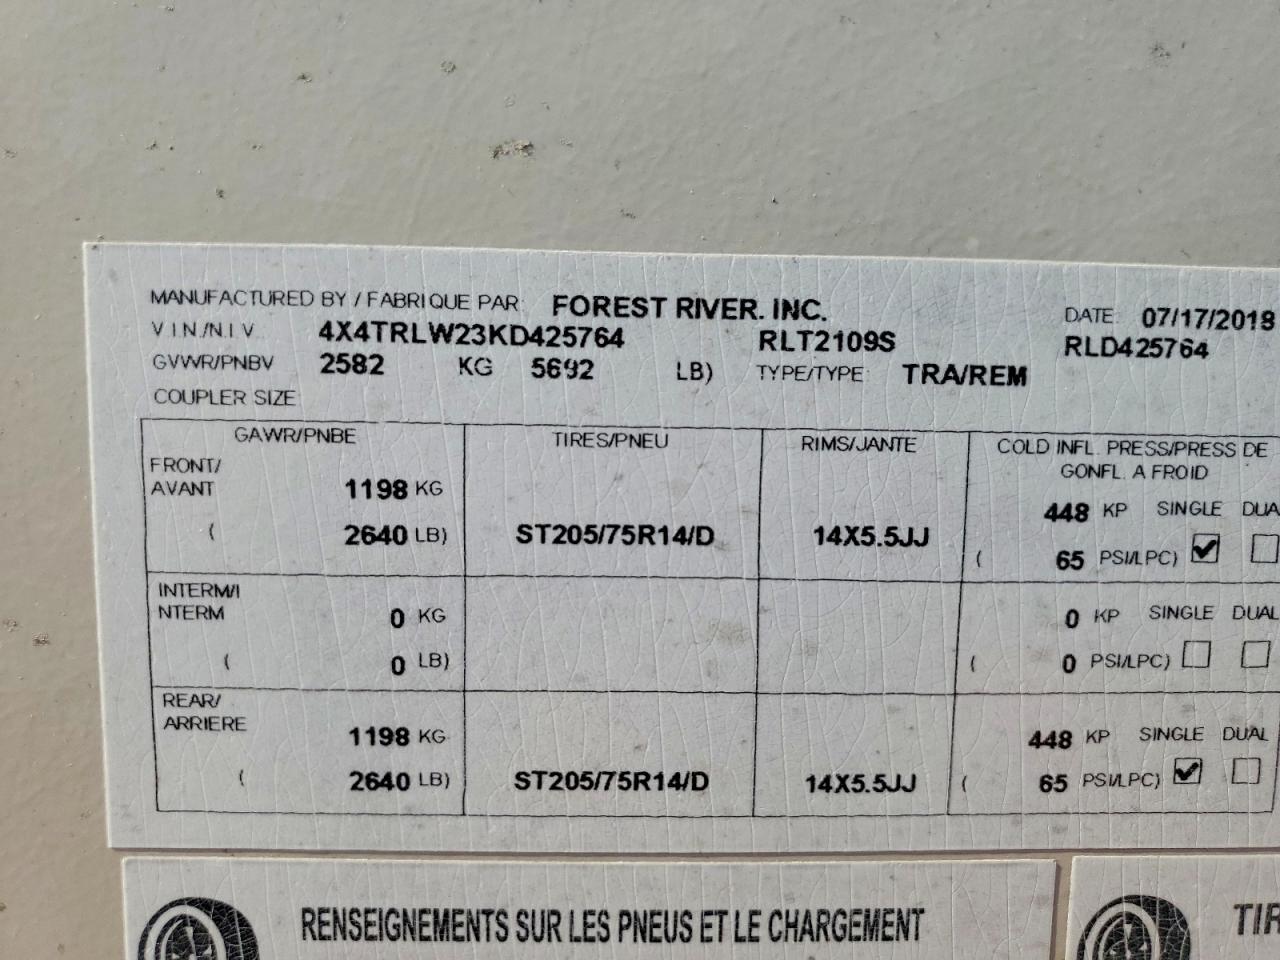 MANUFACTURED BY / FABRIQUE PAR: FOREST RIVER. INC. DATE: 07/17/2018
V I N./N.I V. 4X4TRLW23KD425764 RLT2109S RLD425764
GVWR/PNBV 2582 KG 5692 LB) TYPE/TYPE: TRA/REM
COUPLER SIZE:
GAWR/PNBE TIRES/PNEU RIMS/JANTE COLD INFL. PRESS/PRESS DE
GONFL. A FROID
FRONT/
AVANT 1198 KG 448 KP SINGLE DUA
( 2640 LB) ST205/75R14/D 14X5.5JJ ( 65 PSI/LPC)
INTERM/I
NTERM 0 KG 0 KP SINGLE DUAL
( 0 LB) ( 0 PSI/LPC)
REAR/
ARRIERE 1198 KG 448 KP SINGLE DUAL
( 2640 LB) ST205/75R14/D 14X5.5JJ ( 65 PSI/LPC)
RENSEIGNEMENTS SUR LES PNEUS ET LE CHARGEMENT
TIR